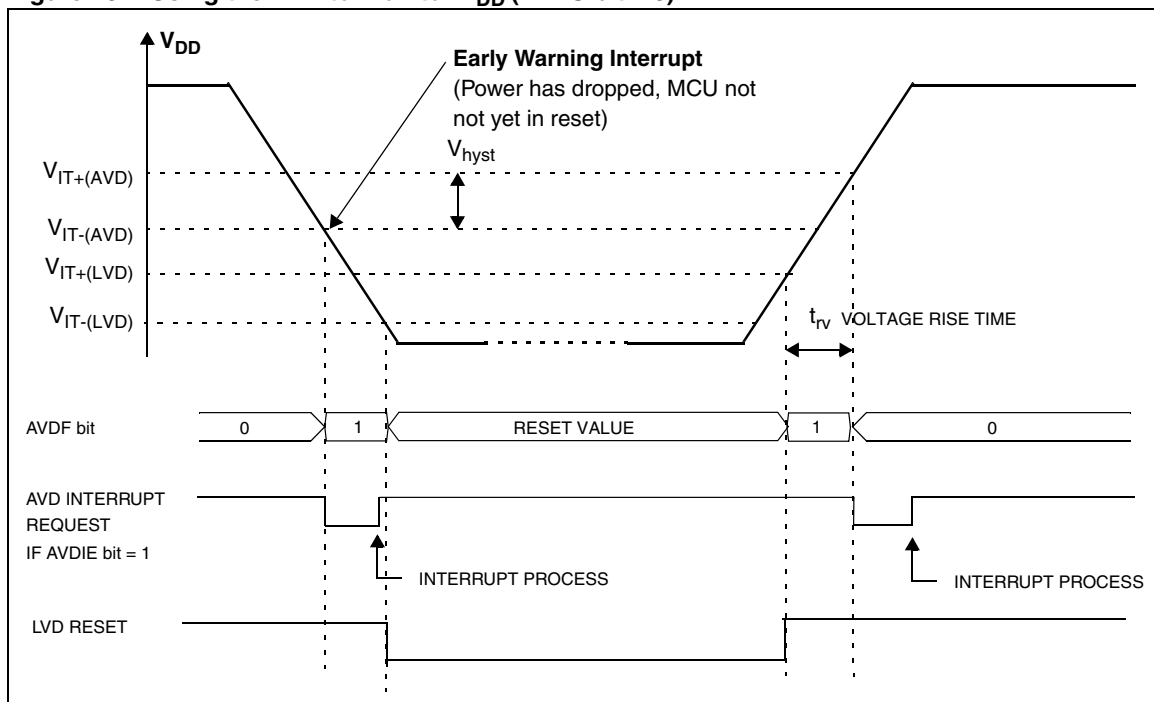 V_DD
Early Warning Interrupt
(Power has dropped, MCU not
not yet in reset)
V_hyst
V_IT+(AVD)
V_IT-(AVD)
V_IT+(LVD)
V_IT-(LVD)
t_rv VOLTAGE RISE TIME
AVDF bit 0 1 RESET VALUE 1 0
AVD INTERRUPT
REQUEST
IF AVDIE bit = 1
INTERRUPT PROCESS
INTERRUPT PROCESS
LVD RESET